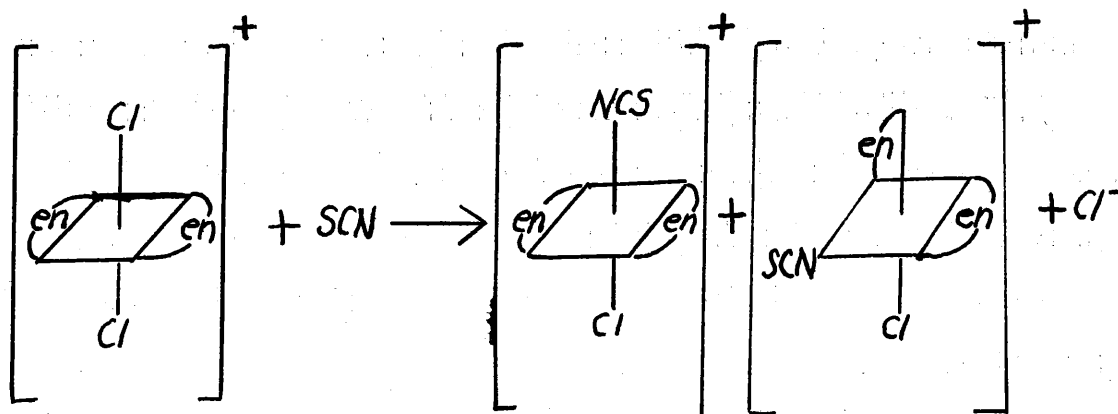 + + +
Cl NCS
en en + SCN → en en + en en + Cl⁻
SCN
Cl Cl Cl